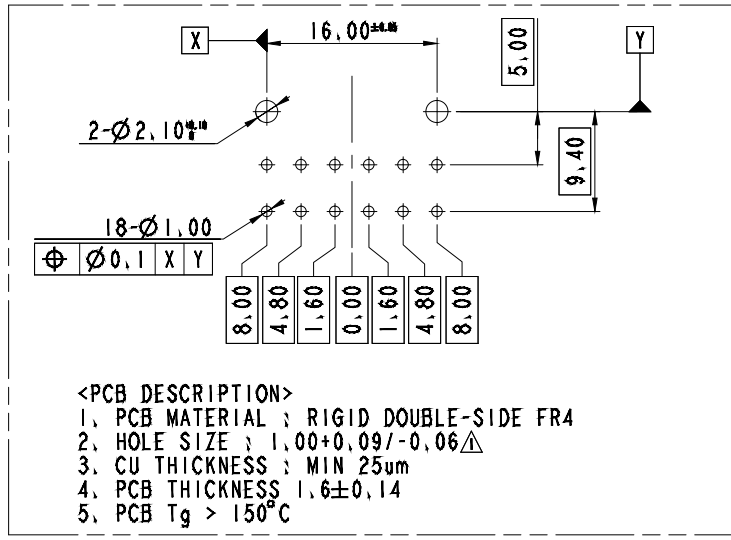 X
16.00±0.05
5.00
Y
2-Ø2.10
9.40
18-Ø1.00
⌖ Ø0.1 X Y
8.00 4.80 1.60 0.00 1.60 4.80 8.00
<PCB DESCRIPTION>
1. PCB MATERIAL : RIGID DOUBLE-SIDE FR4
2. HOLE SIZE : 1.00+0.09/-0.06 1
3. CU THICKNESS : MIN 25um
4. PCB THICKNESS 1.6±0.14
5. PCB Tg > 150°C